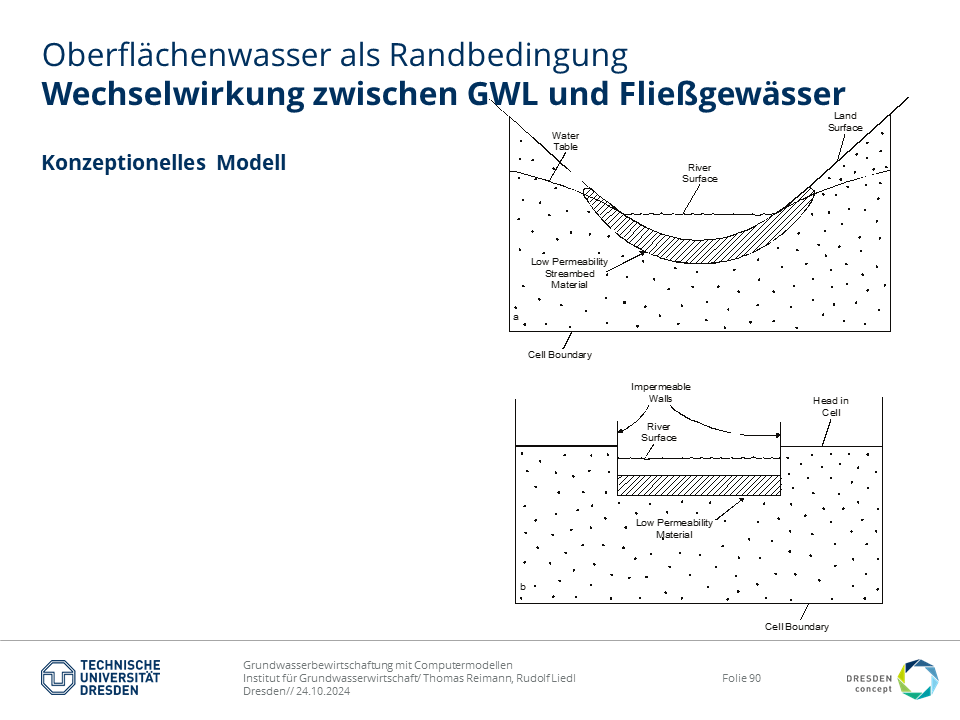 Oberflächenwasser als Randbedingung
Wechselwirkung zwischen GWL und Fließgewässer
Konzeptionelles Modell
Land
Surface
Water
Table
River
Surface
Low Permeability
Streambed
Material
a
Cell Boundary
Impermeable
Walls
Head in
Cell
River
Surface
Low Permeability
Material
b
Cell Boundary
TECHNISCHE
UNIVERSITÄT
DRESDEN
Grundwasserbewirtschaftung mit Computermodellen
Institut für Grundwasserwirtschaft/ Thomas Reimann, Rudolf Liedl
Dresden// 24.10.2024
Folie 90
DRESDEN
concept